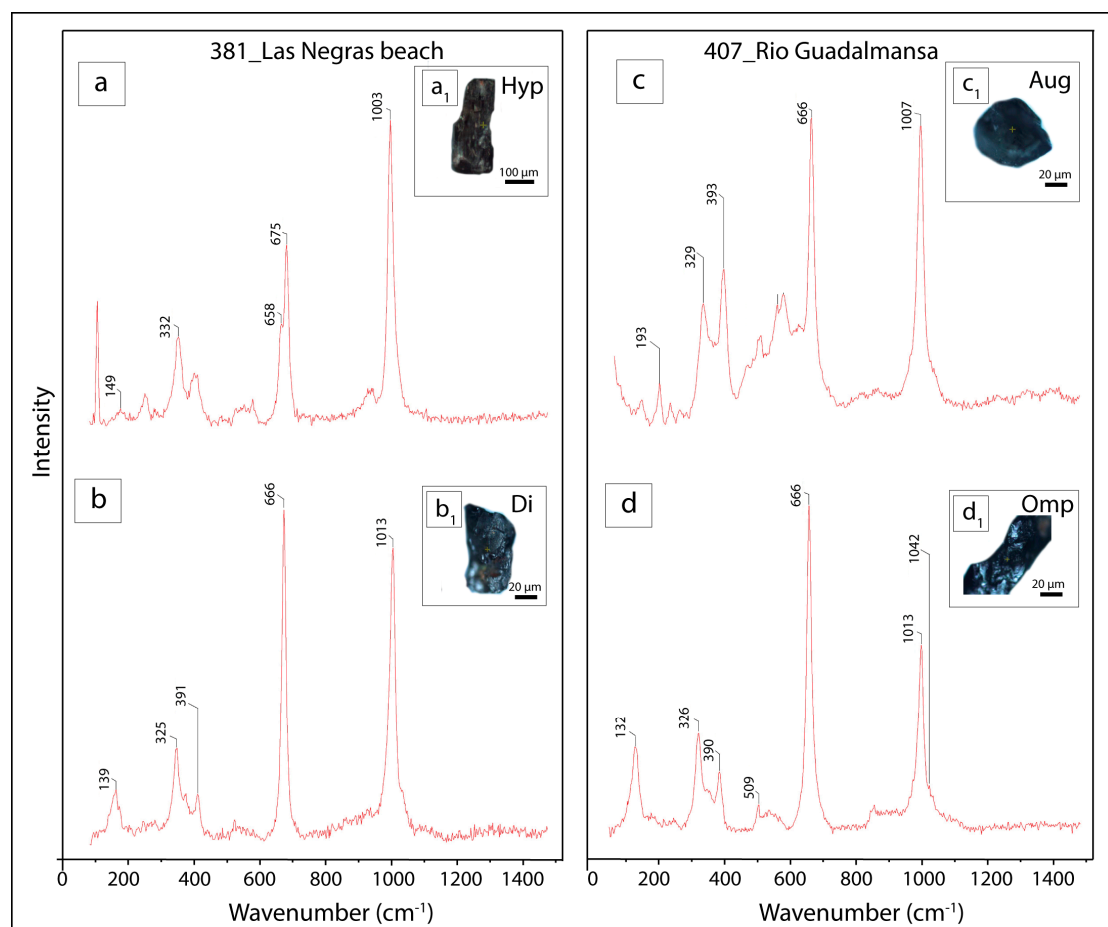 381_Las Negras beach
407_Rio Guadalmansa
a
a1
Hyp
100 µm
149
332
658
675
1003
c
c1
Aug
20 µm
193
329
393
666
1007
Intensity
b
b1
Di
20 µm
139
325
391
666
1013
d
d1
Omp
20 µm
132
326
390
509
666
1013
1042
0 200 400 600 800 1000 1200 1400
0 200 400 600 800 1000 1200 1400
Wavenumber (cm-1)
Wavenumber (cm-1)